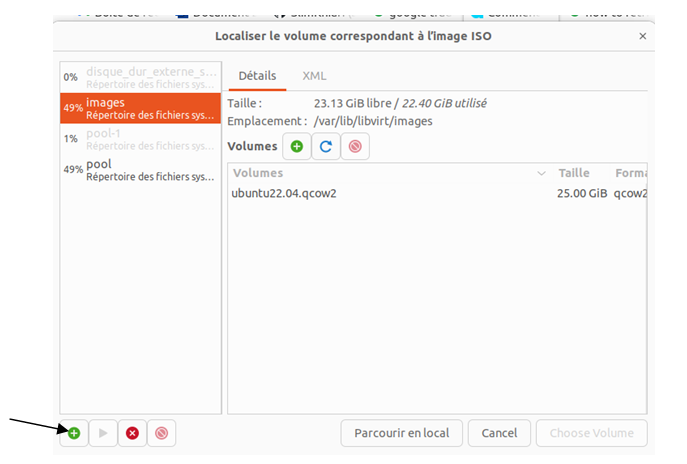 Localiser le volume correspondant à l'image ISO
0% disque_dur_externe_s...
Répertoire des fichiers sys...
49% images
Répertoire des fichiers sys...
1% pool-1
Répertoire des fichiers sys...
49% pool
Répertoire des fichiers sys...
Détails XML
Taille : 23.13 GiB libre / 22.40 GiB utilisé
Emplacement : /var/lib/libvirt/images
Volumes
Volumes Taille Forma
ubuntu22.04.qcow2 25.00 GiB qcow2
Parcourir en local Cancel Choose Volume